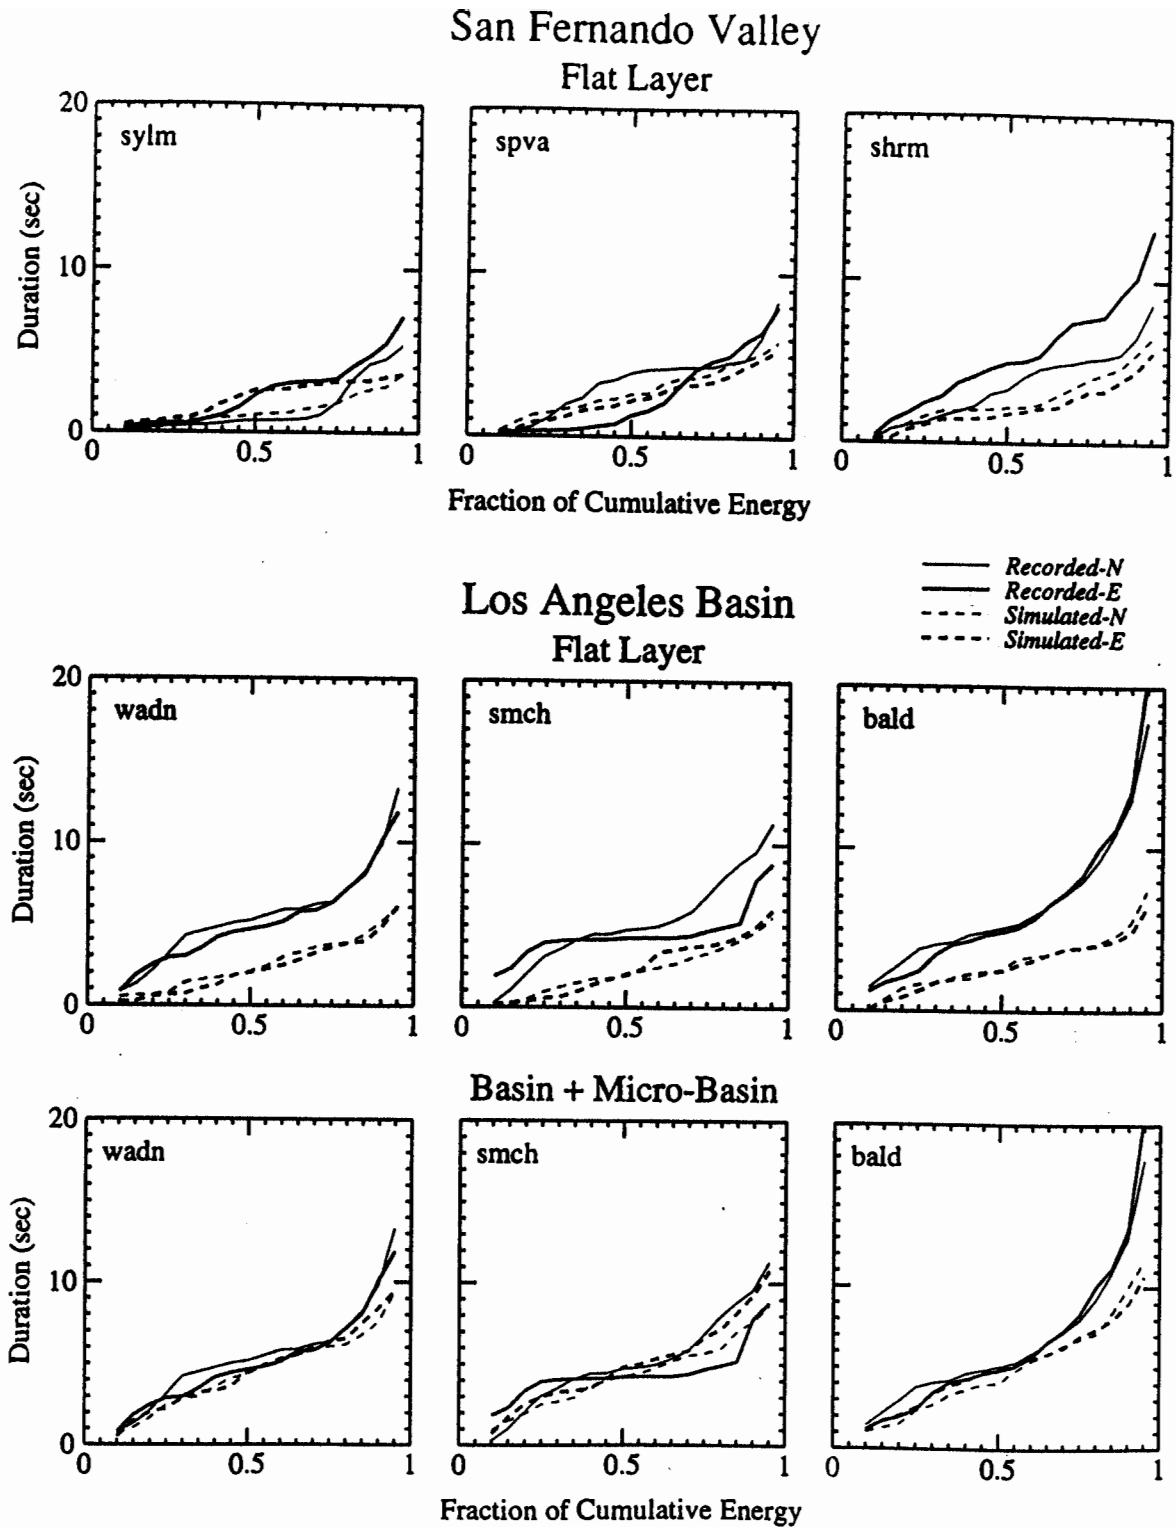 San Fernando Valley
Flat Layer
20
sylm
spva
shrm
10
Duration (sec)
0
0 0.5 1
0 0.5 1
0 0.5 1
Fraction of Cumulative Energy
Recorded-N
Recorded-E
Simulated-N
Simulated-E
Los Angeles Basin
Flat Layer
20
wadn
smch
bald
10
Duration (sec)
0
0 0.5 1
0 0.5 1
0 0.5 1
Basin + Micro-Basin
20
wadn
smch
bald
10
Duration (sec)
0
0 0.5 1
0 0.5 1
0 0.5 1
Fraction of Cumulative Energy